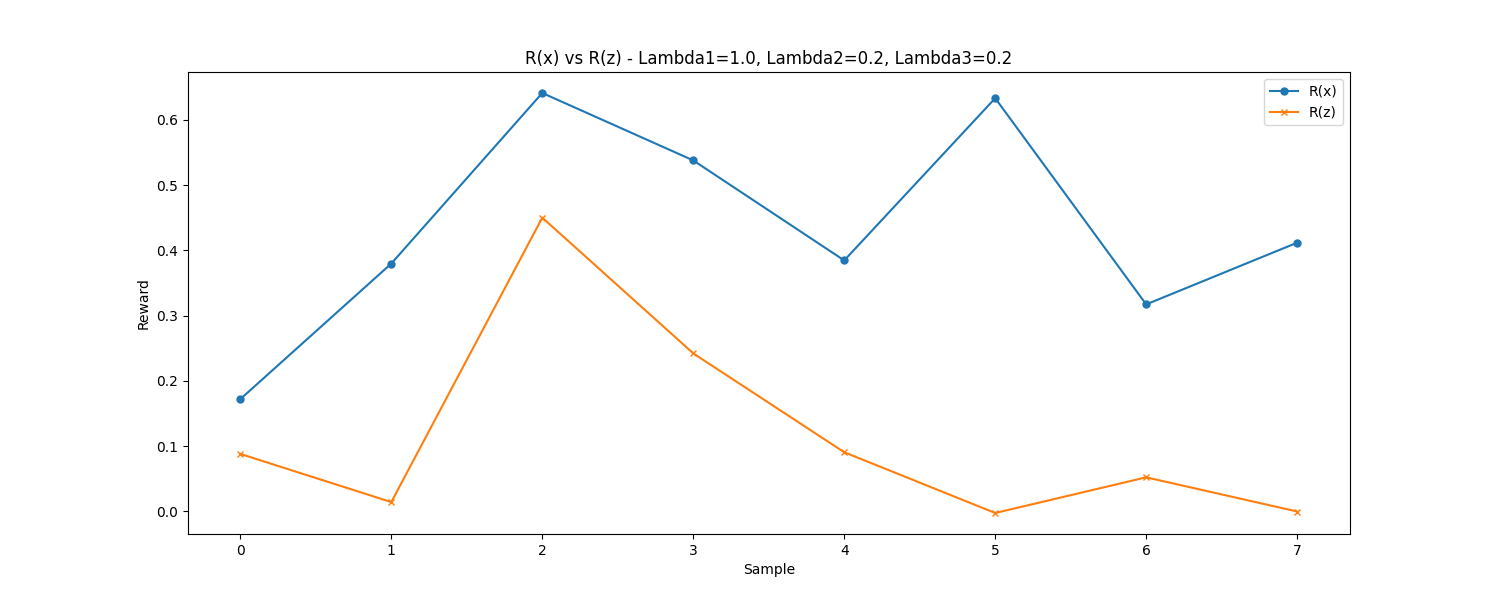 R(x) vs R(z) - Lambda1=1.0, Lambda2=0.2, Lambda3=0.2
R(x)
R(z)
Reward
0.6
0.5
0.4
0.3
0.2
0.1
0.0
0 1 2 3 4 5 6 7
Sample